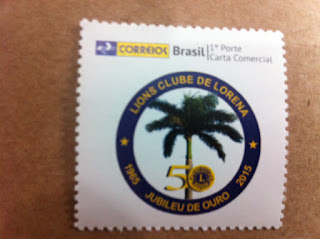 CORREIOS Brasil 1º Porte
Carta Comercial
LIONS CLUBE DE LORENA
50
L
1965 2015
JUBILEU DE OURO